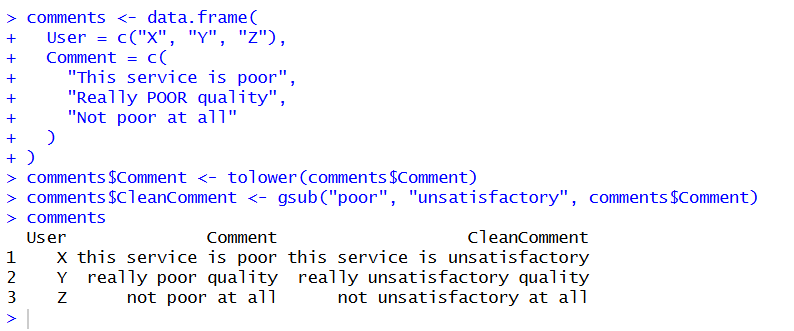 > comments <- data.frame(
+   User = c("X", "Y", "Z"),
+   Comment = c(
+     "This service is poor",
+     "Really POOR quality",
+     "Not poor at all"
+   )
+ )
> comments$Comment <- tolower(comments$Comment)
> comments$CleanComment <- gsub("poor", "unsatisfactory", comments$Comment)
> comments
  User              Comment                   CleanComment
1    X this service is poor this service is unsatisfactory
2    Y  really poor quality  really unsatisfactory quality
3    Z      not poor at all      not unsatisfactory at all
>